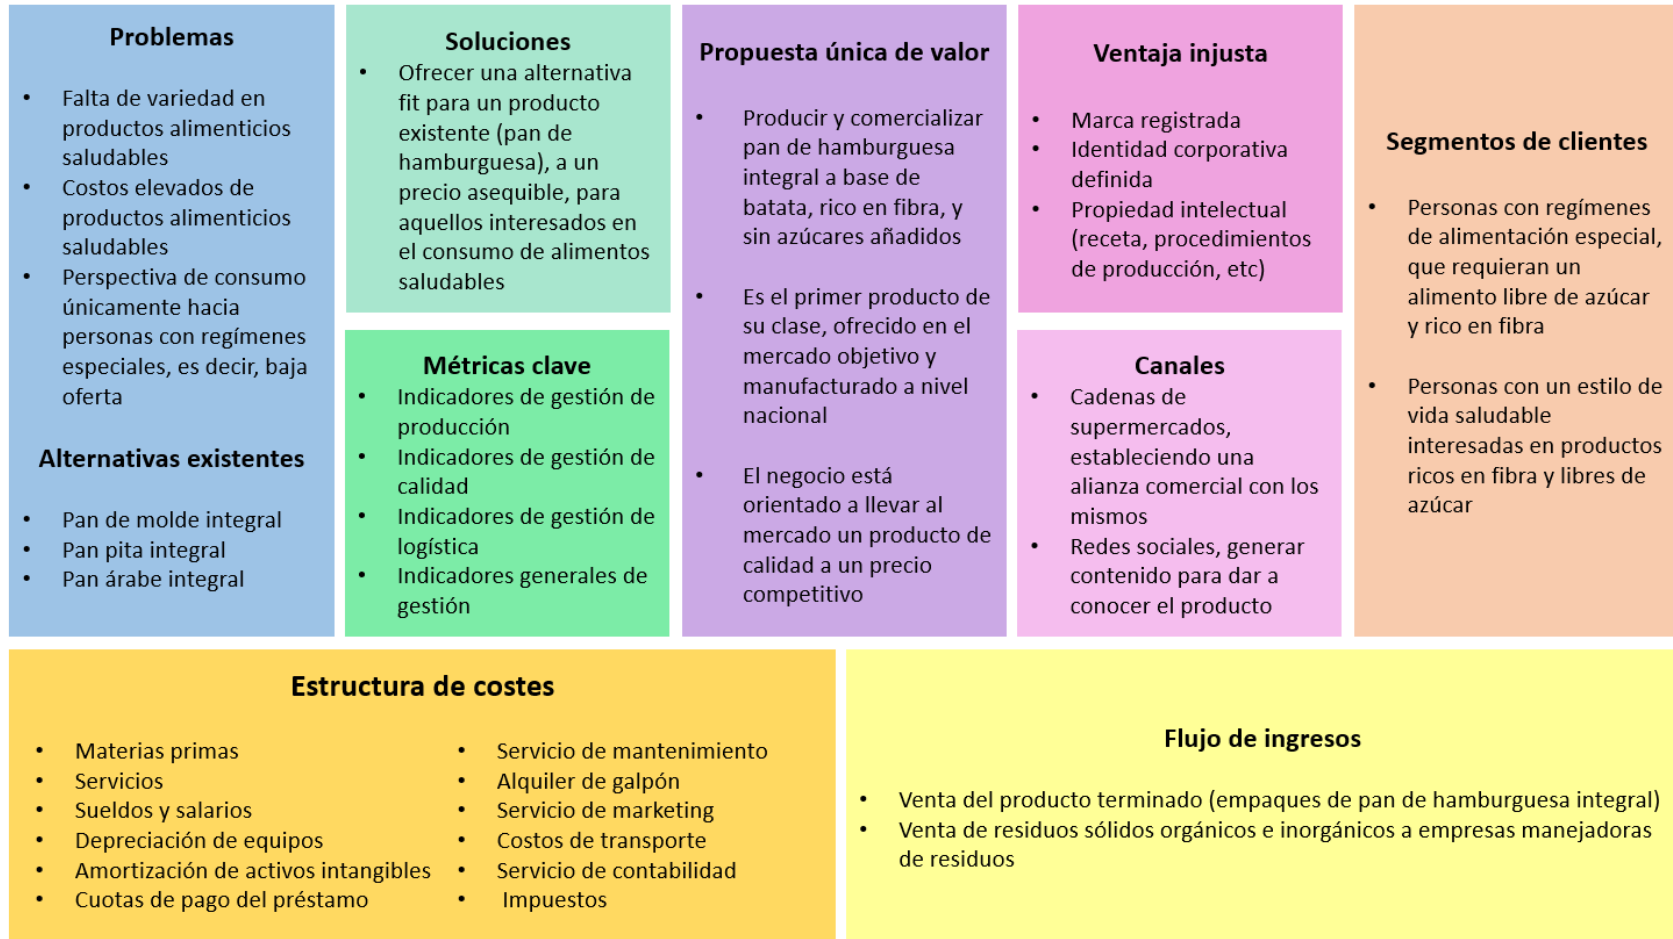 Problemas
• Falta de variedad en
productos alimenticios
saludables
• Costos elevados de
productos alimenticios
saludables
• Perspectiva de consumo
únicamente hacia
personas con regímenes
especiales, es decir, baja
oferta
Alternativas existentes
• Pan de molde integral
• Pan pita integral
• Pan árabe integral
Soluciones
• Ofrecer una alternativa
fit para un producto
existente (pan de
hamburguesa), a un
precio asequible, para
aquellos interesados en
el consumo de alimentos
saludables
Métricas clave
• Indicadores de gestión de
producción
• Indicadores de gestión de
calidad
• Indicadores de gestión de
logística
• Indicadores generales de
gestión
Propuesta única de valor
• Producir y comercializar
pan de hamburguesa
integral a base de
batata, rico en fibra, y
sin azúcares añadidos
• Es el primer producto de
su clase, ofrecido en el
mercado objetivo y
manufacturado a nivel
nacional
• El negocio está
orientado a llevar al
mercado un producto de
calidad a un precio
competitivo
Ventaja injusta
• Marca registrada
• Identidad corporativa
definida
• Propiedad intelectual
(receta, procedimientos
de producción, etc)
Canales
• Cadenas de
supermercados,
estableciendo una
alianza comercial con los
mismos
• Redes sociales, generar
contenido para dar a
conocer el producto
Segmentos de clientes
• Personas con regímenes
de alimentación especial,
que requieran un
alimento libre de azúcar
y rico en fibra
• Personas con un estilo de
vida saludable
interesadas en productos
ricos en fibra y libres de
azúcar
Estructura de costes
• Materias primas
• Servicios
• Sueldos y salarios
• Depreciación de equipos
• Amortización de activos intangibles
• Cuotas de pago del préstamo
• Servicio de mantenimiento
• Alquiler de galpón
• Servicio de marketing
• Costos de transporte
• Servicio de contabilidad
• Impuestos
Flujo de ingresos
• Venta del producto terminado (empaques de pan de hamburguesa integral)
• Venta de residuos sólidos orgánicos e inorgánicos a empresas manejadoras
de residuos